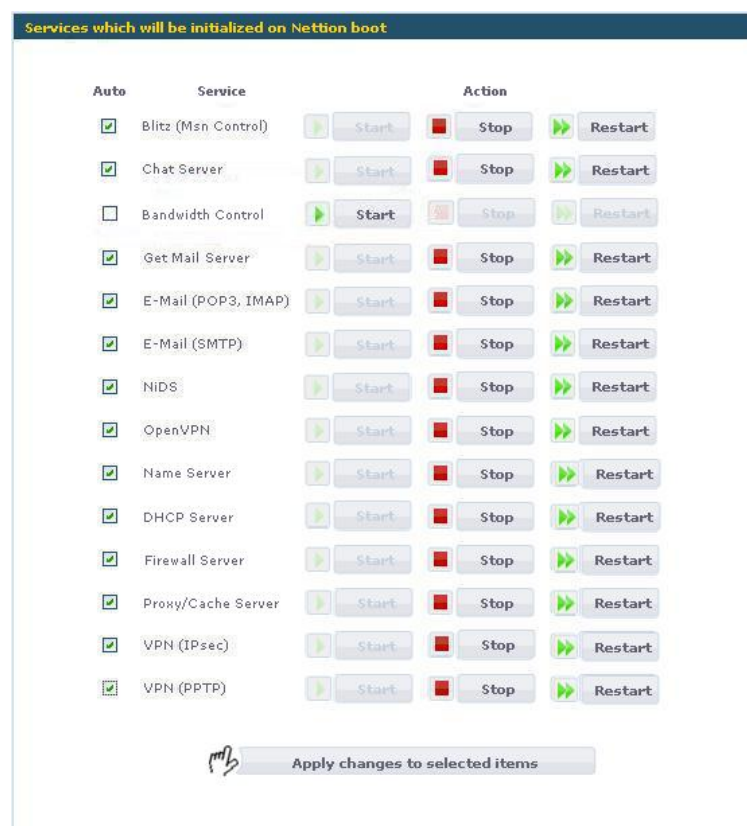 Services which will be initialized on Nettion boot
Auto Service Action
Blitz (Msn Control) Start Stop Restart
Chat Server Start Stop Restart
Bandwidth Control Start Stop Restart
Get Mail Server Start Stop Restart
E-Mail (POP3, IMAP) Start Stop Restart
E-Mail (SMTP) Start Stop Restart
NiDS Start Stop Restart
OpenVPN Start Stop Restart
Name Server Start Stop Restart
DHCP Server Start Stop Restart
Firewall Server Start Stop Restart
Proxy/Cache Server Start Stop Restart
VPN (IPsec) Start Stop Restart
VPN (PPTP) Start Stop Restart
Apply changes to selected items